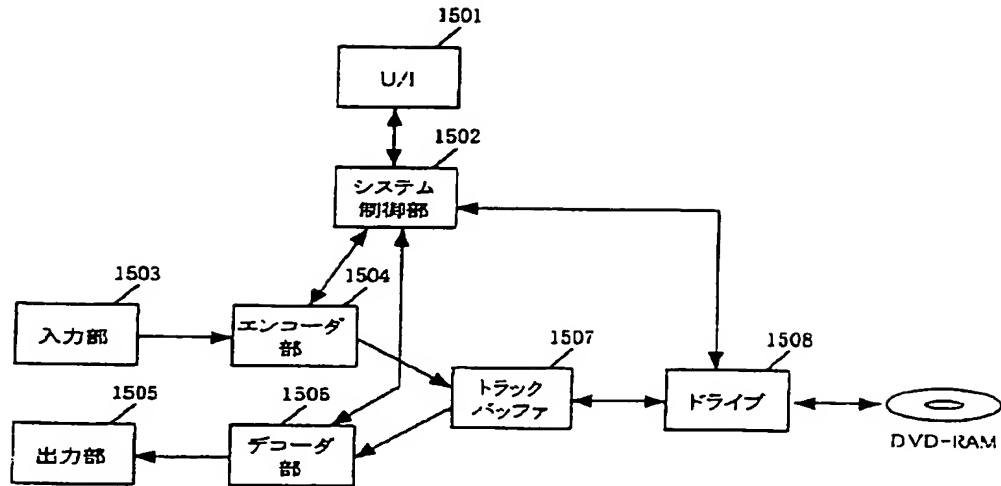 1501
U/I
1502
システム
制御部
1503
入力部
1504
エンコーダ
部
1505
出力部
1506
デコーダ
部
1507
トラック
バッファ
1508
ドライブ
DVD-RAM